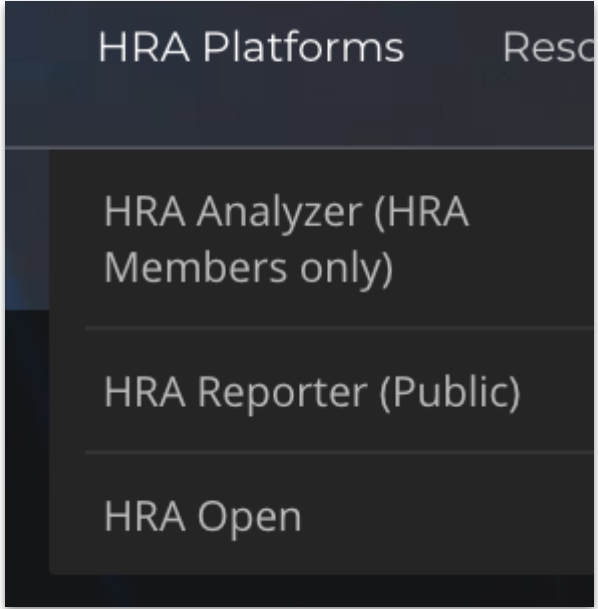 HRA Platforms
HRA Analyzer (HRA
Members only)
HRA Reporter (Public)
HRA Open